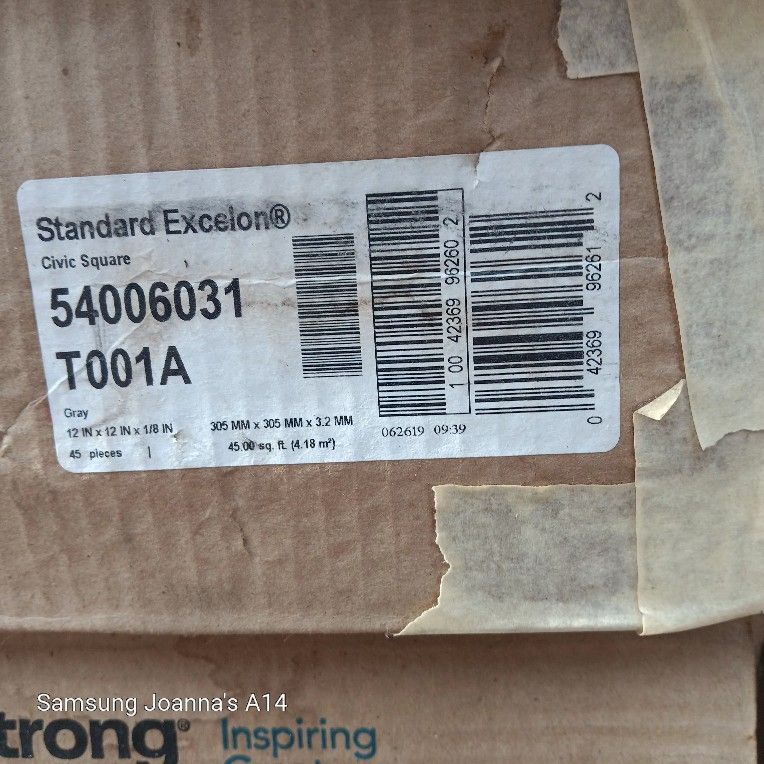 Standard Excelon®
Civic Square
54006031
T001A
Gray
12 IN x 12 IN x 1/8 IN
305 MM x 305 MM x 3.2 MM
45 pieces
45.00 sq. ft. (4.18 m²)
1 00 42369 96260 2
0 42369 96261 2
062619 09:39
Samsung Joanna's A14
trong®
Inspiring